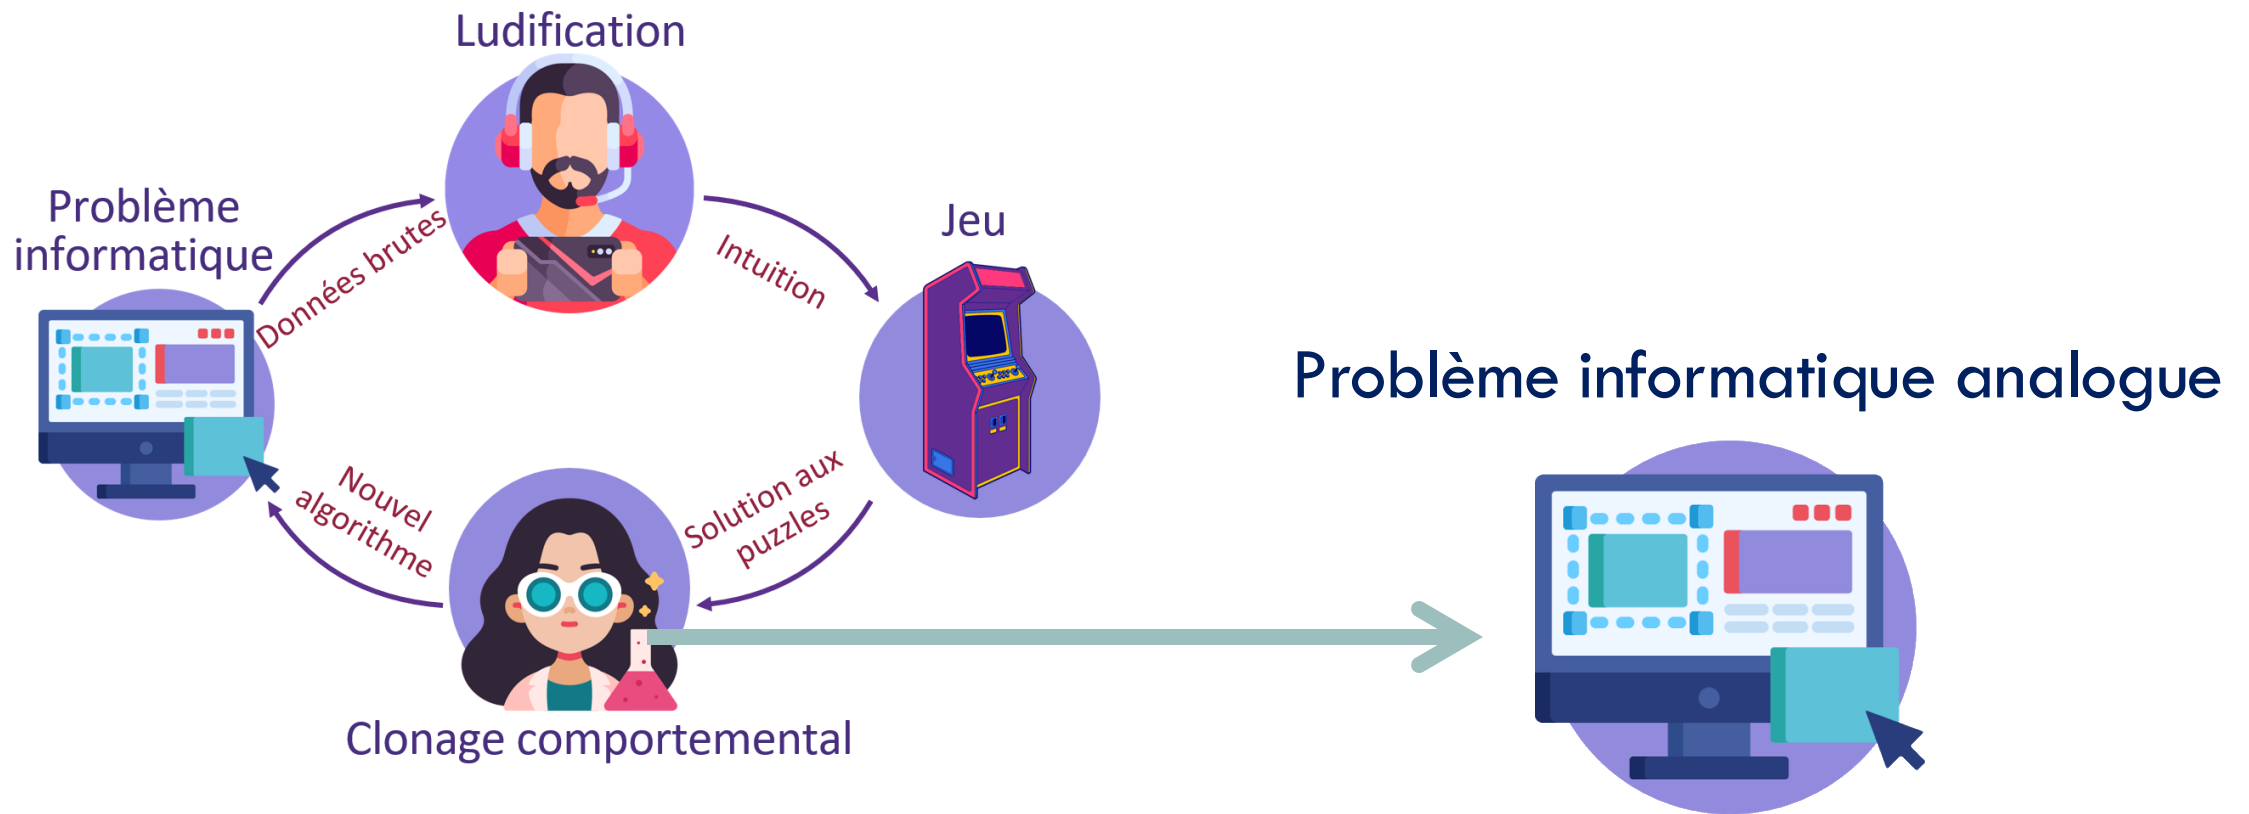 Ludification
Problème
informatique
Données brutes
Intuition
Jeu
Problème informatique analogue
Nouvel
algorithme
Solution aux
puzzles
Clonage comportemental